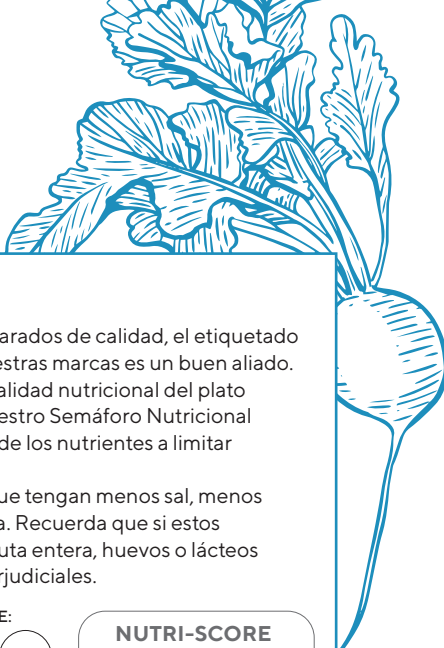 arados de calidad, el etiquetado
estras marcas es un buen aliado.
alidad nutricional del plato
estro Semáforo Nutricional
de los nutrientes a limitar
ue tengan menos sal, menos
a. Recuerda que si estos
uta entera, huevos o lácteos
rjudiciales.
E:
NUTRI-SCORE